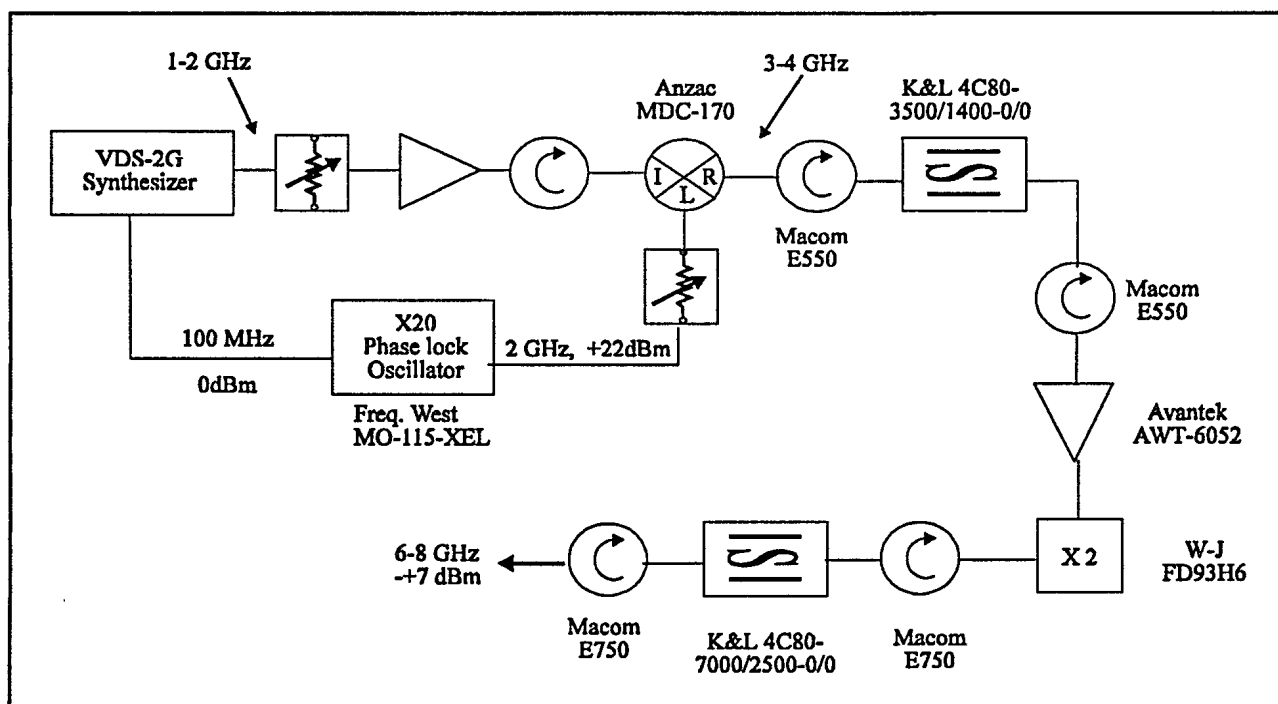 1-2 GHz
3-4 GHz
Anzac
MDC-170
K&L 4C80-
3500/1400-0/0
VDS-2G
Synthesizer
I
R
L
Macom
E550
Macom
E550
100 MHz
0dBm
X20
Phase lock
Oscillator
2 GHz, +22dBm
Freq. West
MO-115-XEL
Avantek
AWT-6052
6-8 GHz
-+7 dBm
X 2
W-J
FD93H6
Macom
E750
K&L 4C80-
7000/2500-0/0
Macom
E750